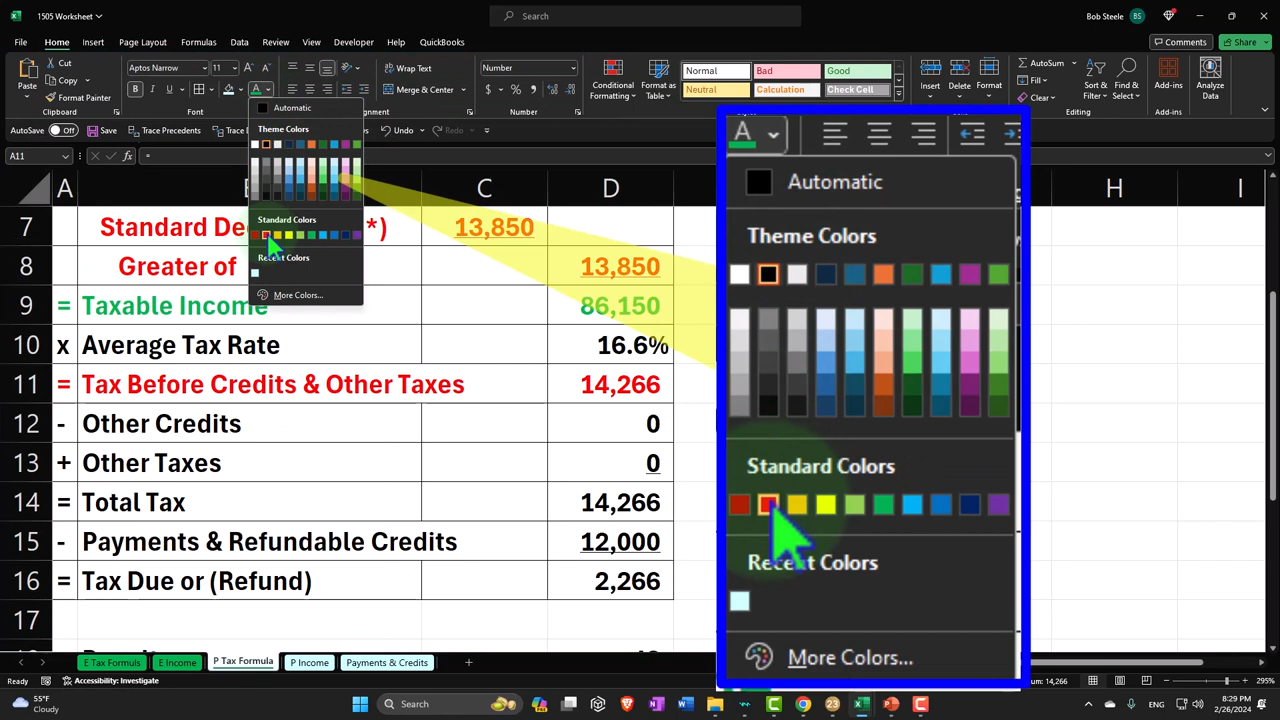 1505 Worksheet
Search
Bob Steele
BS
File Home Insert Page Layout Formulas Data Review View Developer Help QuickBooks
Comments
Share
Cut
Copy
Format Painter
Paste
Aptos Narrow
11
Wrap Text
Merge & Center
Number
Conditional Formatting
Format as Table
Normal Bad Good
Neutral Calculation Check Cell
Insert Delete Format
AutoSum
Fill
Clear
Sort & Filter
Find & Select
Add-ins
Analyze Data
Editing
Add-ins
AutoSave Off
Save
Trace Precedents
Undo
Redo
A11
fx =
Automatic
Theme Colors
Standard Colors
Recent Colors
More Colors...
A C D H I
7 Standard De *) 13,850
8 Greater of 13,850
9 = Taxable Income 86,150
10 x Average Tax Rate 16.6%
11 = Tax Before Credits & Other Taxes 14,266
12 - Other Credits 0
13 + Other Taxes 0
14 = Total Tax 14,266
15 - Payments & Refundable Credits 12,000
16 = Tax Due or (Refund) 2,266
17
A
Automatic
Theme Colors
Standard Colors
Recent Colors
More Colors...
E Tax Formuls E Income P Tax Formula P Income Payments & Credits
Ready
Accessibility: Investigate
um: 14,266
295%
55°F
Cloudy
Search
23
8:29 PM
2/26/2024